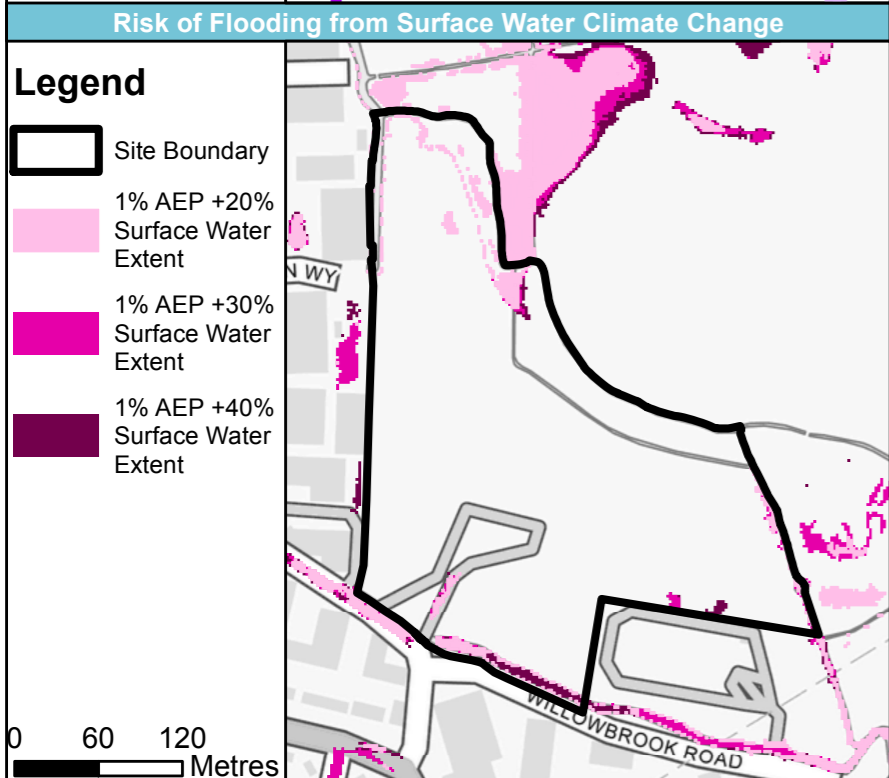 Risk of Flooding from Surface Water Climate Change
Legend
Site Boundary
1% AEP +20%
Surface Water
Extent
1% AEP +30%
Surface Water
Extent
1% AEP +40%
Surface Water
Extent
N WY
WILLOWBROOK ROAD
0 60 120
Metres